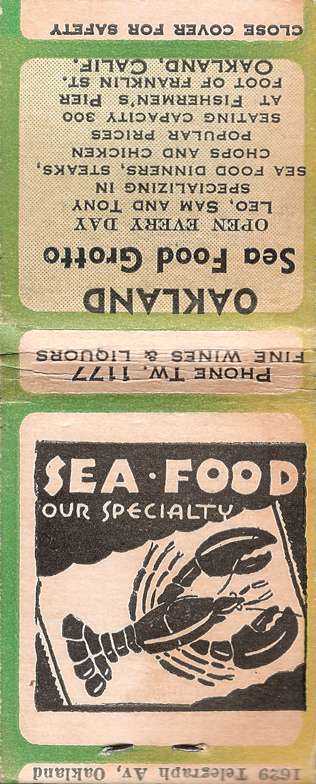 SEA · FOOD
OUR SPECIALTY
PHONE TW. 1177
FINE WINES & LIQUORS
OAKLAND
Sea Food Grotto
OPEN EVERY DAY
LEO, SAM AND TONY
SPECIALIZING IN
SEA FOOD DINNERS, STEAKS,
CHOPS AND CHICKEN
POPULAR PRICES
SEATING CAPACITY 300
AT FISHERMEN'S PIER
FOOT OF FRANKLIN ST.
OAKLAND, CALIF.
CLOSE COVER FOR SAFETY
1629 Telegraph Av, Oakland